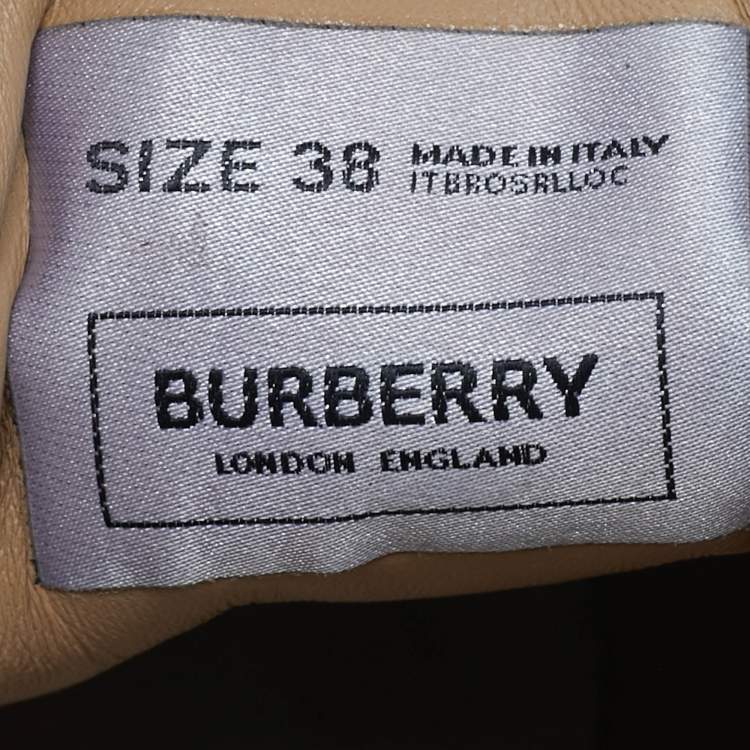 SIZE 38
MADE IN ITALY
ITBROSRLLOC
BURBERRY
LONDON ENGLAND